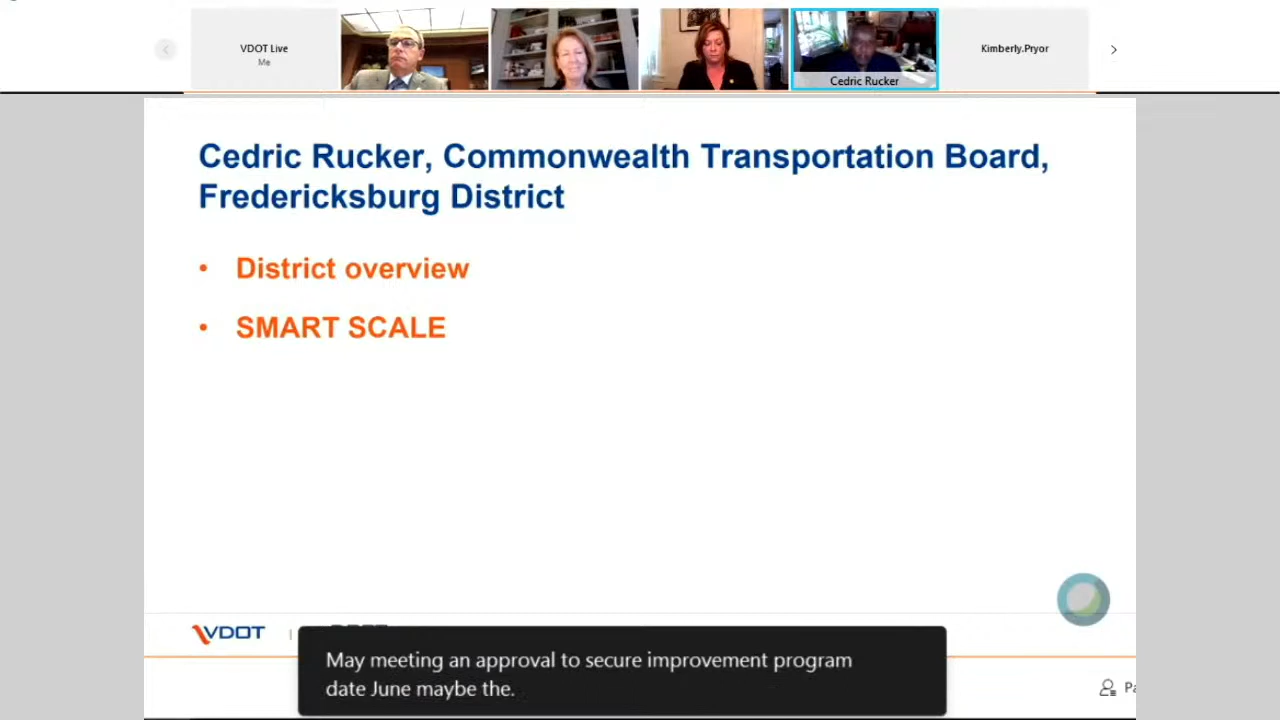 VDOT Live
Me
Cedric Rucker
Kimberly.Pryor
Cedric Rucker, Commonwealth Transportation Board,
Fredericksburg District
• District overview
• SMART SCALE
VDOT
May meeting an approval to secure improvement program
date June maybe the.
Pa